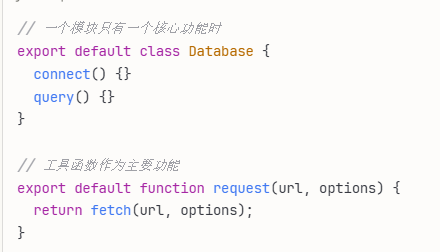 // 一个模块只有一个核心功能时
export default class Database {
  connect() {}
  query() {}
}

// 工具函数作为主要功能
export default function request(url, options) {
  return fetch(url, options);
}